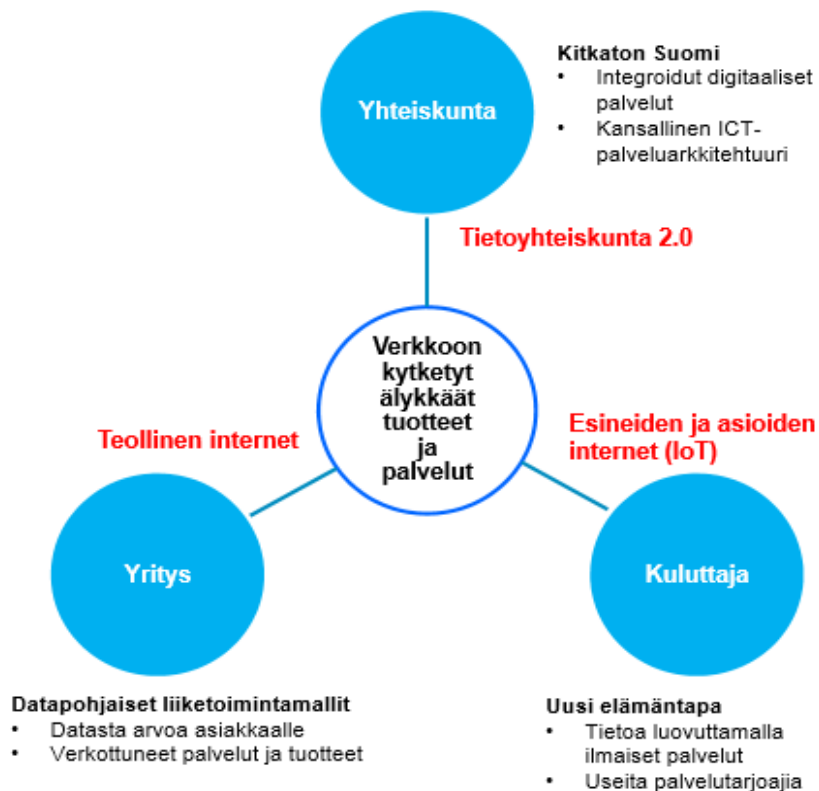 Yhteiskunta
Kitkaton Suomi
• Integroidut digitaaliset
palvelut
• Kansallinen ICT-
palveluarkkitehtuuri
Tietoyhteiskunta 2.0
Verkkoon
kytketyt
älykkäät
tuotteet
ja
palvelut
Teollinen internet
Esineiden ja asioiden
internet (IoT)
Yritys
Kuluttaja
Datapohjaiset liiketoimintamallit
• Datasta arvoa asiakkaalle
• Verkottuneet palvelut ja tuotteet
Uusi elämäntapa
• Tietoa luovuttamalla
ilmaiset palvelut
• Useita palvelutarjoajia